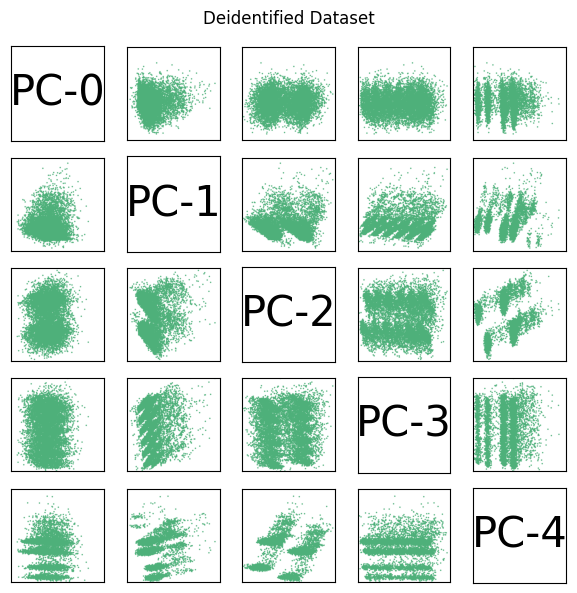 Deidentified Dataset
PC-0
PC-1
PC-2
PC-3
PC-4